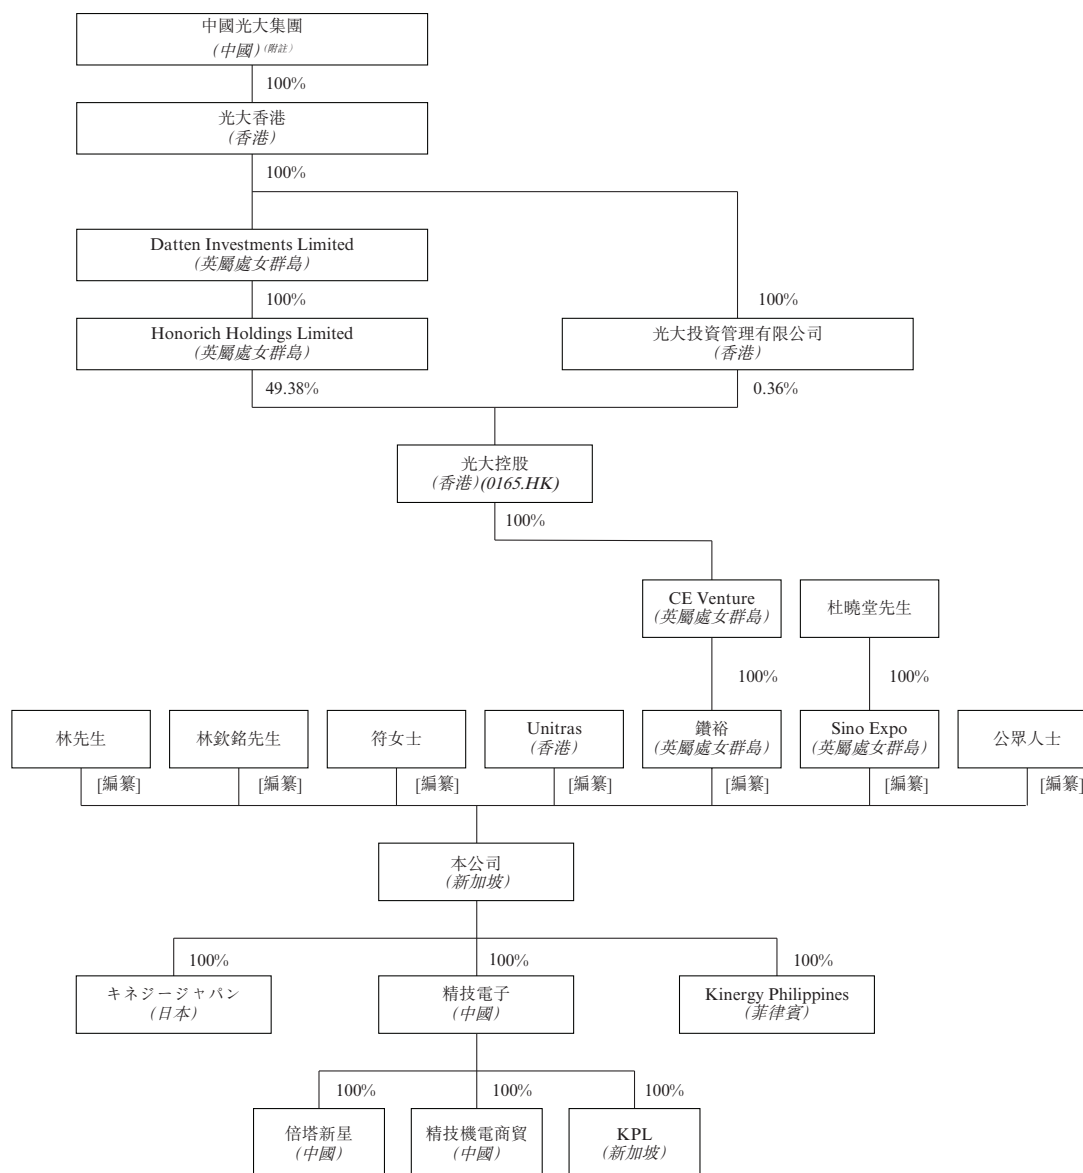 中國光大集團
(中國)(附註)
100%
光大香港
(香港)
100%
Datten Investments Limited
(英屬處女群島)
100%
100%
Honorich Holdings Limited
(英屬處女群島)
光大投資管理有限公司
(香港)
49.38%
0.36%
光大控股
(香港)(0165.HK)
100%
CE Venture
(英屬處女群島)
杜曉堂先生
100%
100%
林先生
林欽銘先生
符女士
Unitras
(香港)
鑽裕
(英屬處女群島)
Sino Expo
(英屬處女群島)
公眾人士
[編纂]
[編纂]
[編纂]
[編纂]
[編纂]
[編纂]
[編纂]
本公司
(新加坡)
100%
100%
100%
キネジージャパン
(日本)
精技電子
(中國)
Kinergy Philippines
(菲律賓)
100%
100%
100%
倍塔新星
(中國)
精技機電商貿
(中國)
KPL
(新加坡)